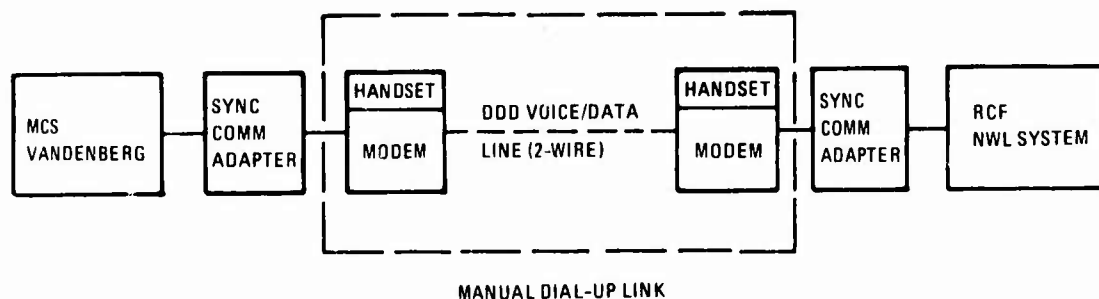 MCS
VANDENBERG
SYNC
COMM
ADAPTER
HANDSET
MODEM
DDD VOICE/DATA
LINE (2-WIRE)
HANDSET
MODEM
SYNC
COMM
ADAPTER
RCF
NWL SYSTEM
MANUAL DIAL-UP LINK